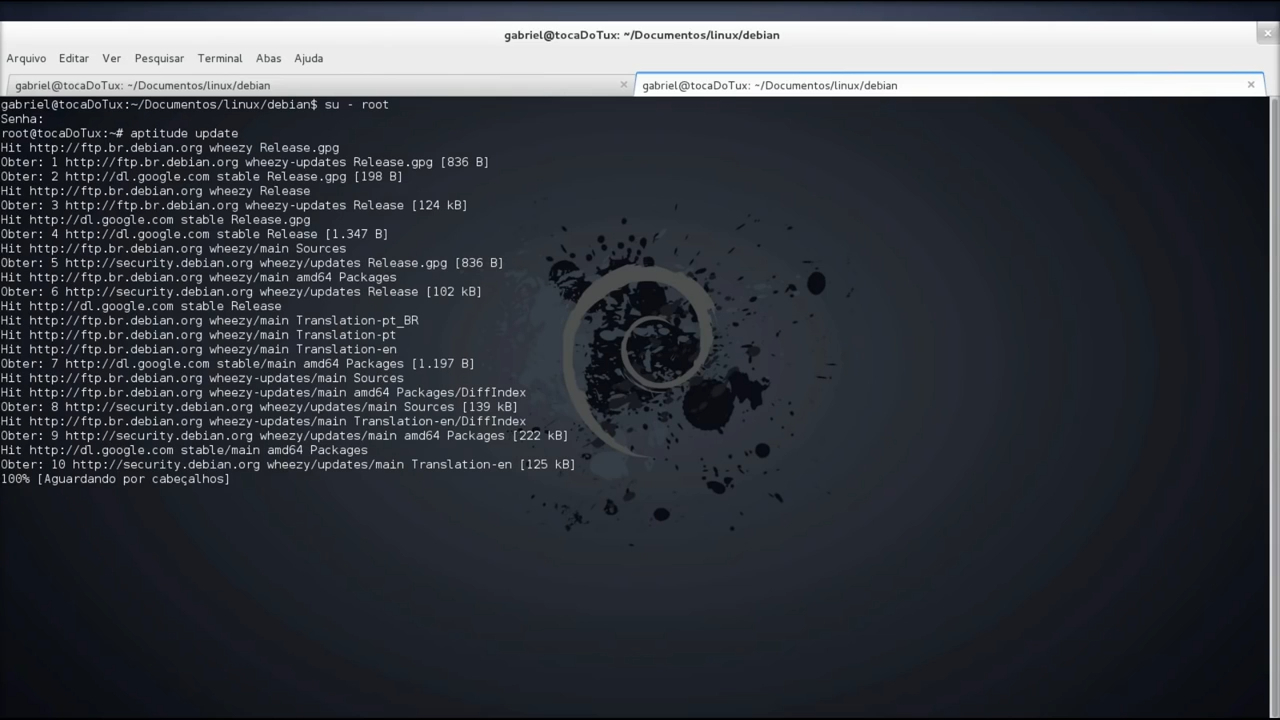 gabriel@tocaDoTux: ~/Documentos/linux/debian
Arquivo Editar Ver Pesquisar Terminal Abas Ajuda
gabriel@tocaDoTux: ~/Documentos/linux/debian gabriel@tocaDoTux: ~/Documentos/linux/debian
gabriel@tocaDoTux:~/Documentos/linux/debian$ su - root
Senha:
root@tocaDoTux:~# aptitude update
Hit http://ftp.br.debian.org wheezy Release.gpg
Obter: 1 http://ftp.br.debian.org wheezy-updates Release.gpg [836 B]
Obter: 2 http://dl.google.com stable Release.gpg [198 B]
Hit http://ftp.br.debian.org wheezy Release
Obter: 3 http://ftp.br.debian.org wheezy-updates Release [124 kB]
Hit http://dl.google.com stable Release.gpg
Obter: 4 http://dl.google.com stable Release [1.347 B]
Hit http://ftp.br.debian.org wheezy/main Sources
Obter: 5 http://security.debian.org wheezy/updates Release.gpg [836 B]
Hit http://ftp.br.debian.org wheezy/main amd64 Packages
Obter: 6 http://security.debian.org wheezy/updates Release [102 kB]
Hit http://dl.google.com stable Release
Hit http://ftp.br.debian.org wheezy/main Translation-pt_BR
Hit http://ftp.br.debian.org wheezy/main Translation-pt
Hit http://ftp.br.debian.org wheezy/main Translation-en
Obter: 7 http://dl.google.com stable/main amd64 Packages [1.197 B]
Hit http://ftp.br.debian.org wheezy-updates/main Sources
Hit http://ftp.br.debian.org wheezy-updates/main amd64 Packages/DiffIndex
Obter: 8 http://security.debian.org wheezy/updates/main Sources [139 kB]
Hit http://ftp.br.debian.org wheezy-updates/main Translation-en/DiffIndex
Obter: 9 http://security.debian.org wheezy/updates/main amd64 Packages [222 kB]
Hit http://dl.google.com stable/main amd64 Packages
Obter: 10 http://security.debian.org wheezy/updates/main Translation-en [125 kB]
100% [Aguardando por cabeçalhos]